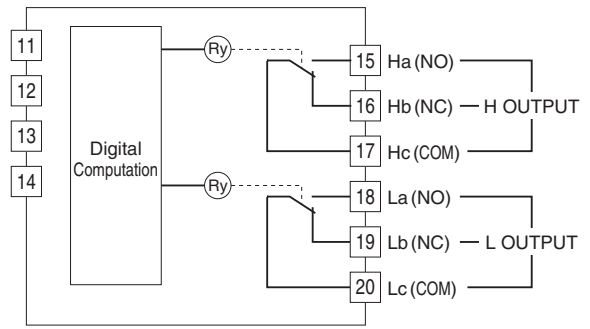 11
12
13
14
Digital
Computation
Ry
Ry
15 Ha (NO)
16 Hb (NC) H OUTPUT
17 Hc (COM)
18 La (NO)
19 Lb (NC) L OUTPUT
20 Lc (COM)